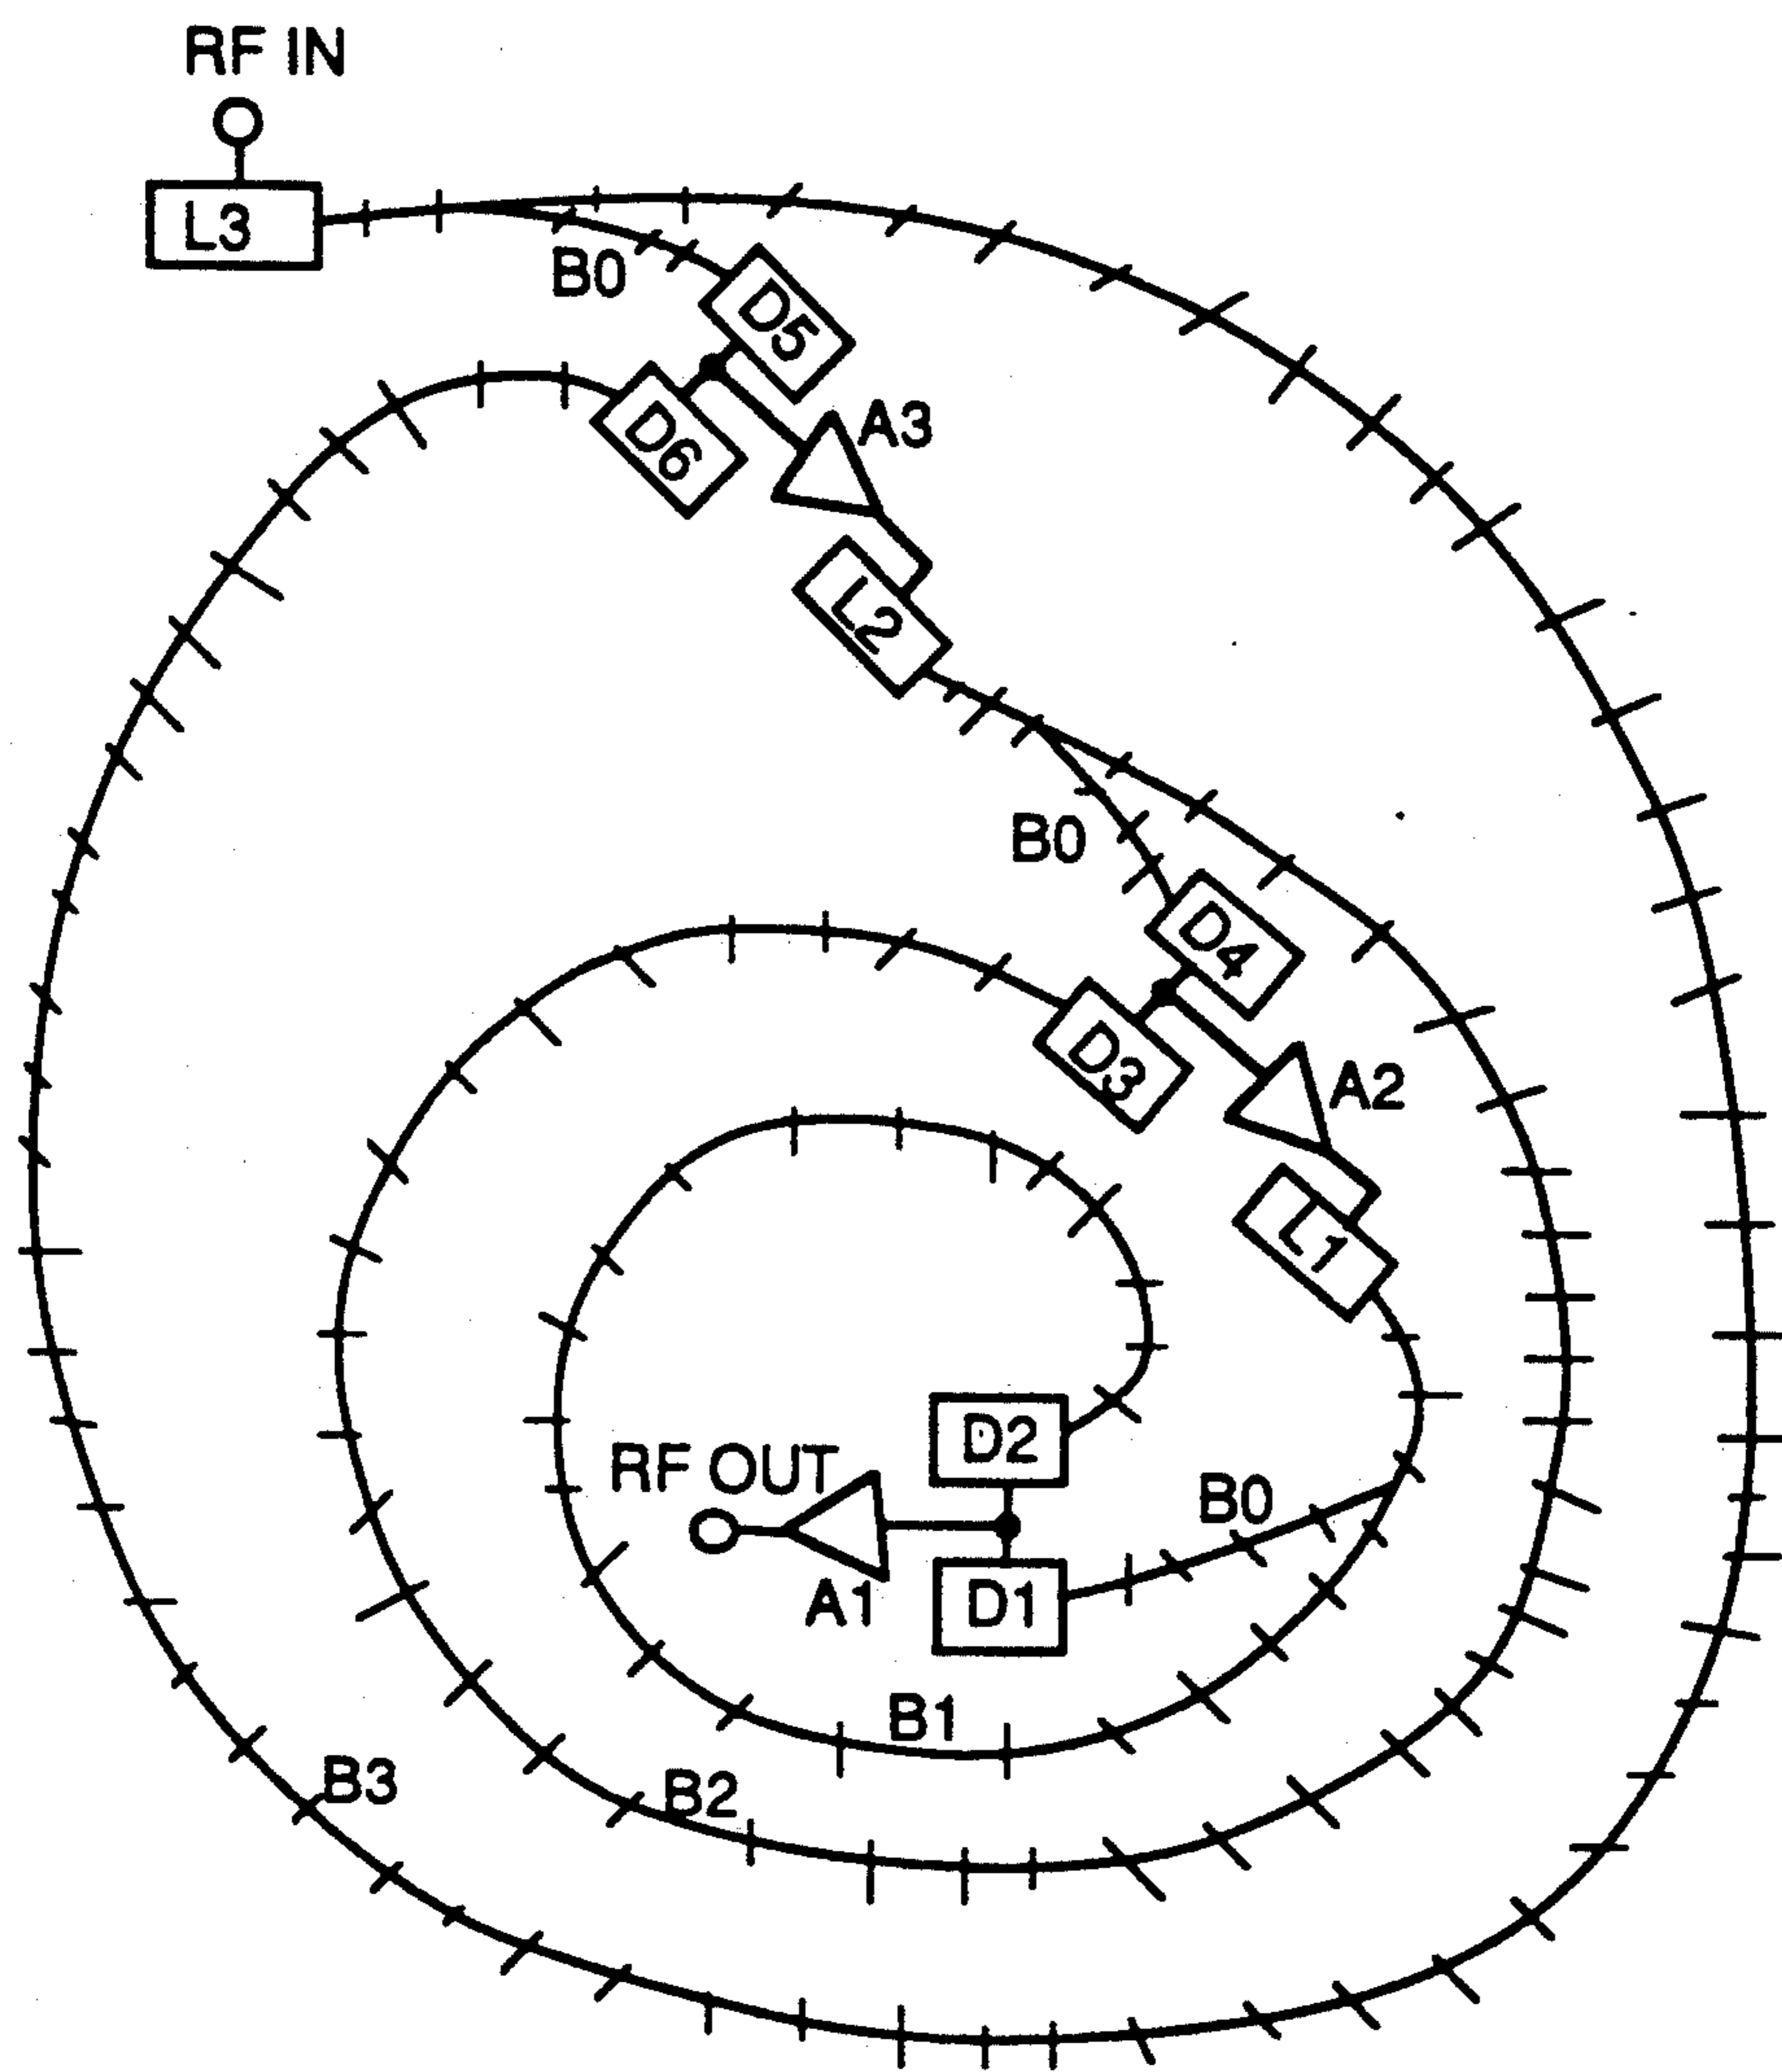 RF IN
L3
B0
D5
D6
A3
L2
B0
D4
D3
A2
L1
D2
RF OUT
B0
A1
D1
B1
B2
B3